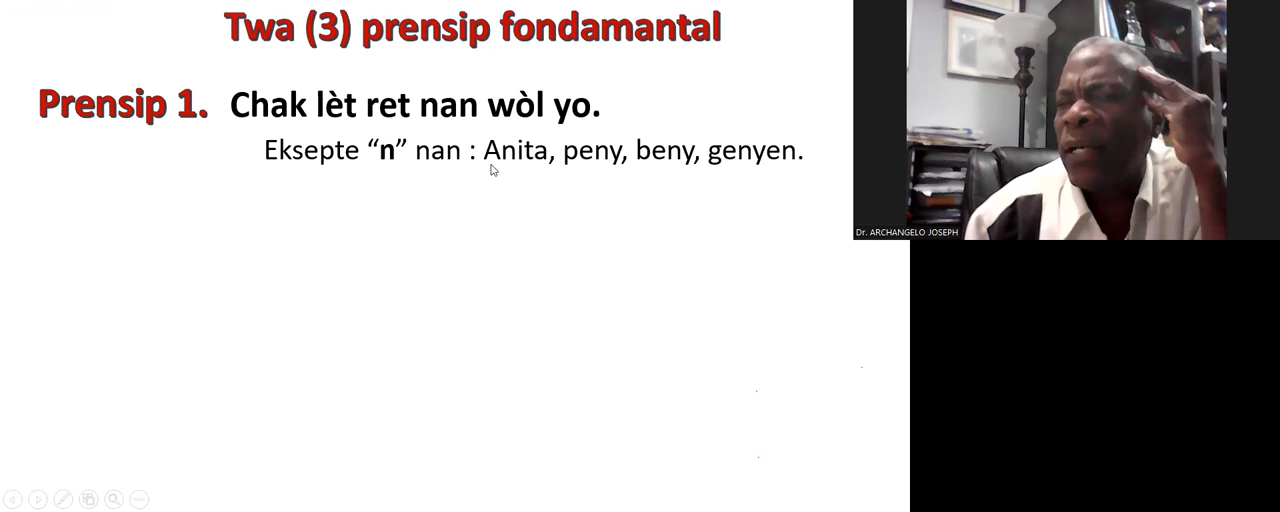 Twa (3) prensip fondamantal
Prensip 1. Chak lèt ret nan wòl yo.
Eksepte “n” nan : Anita, peny, beny, genyen.
Dr. ARCHANGELO JOSEPH